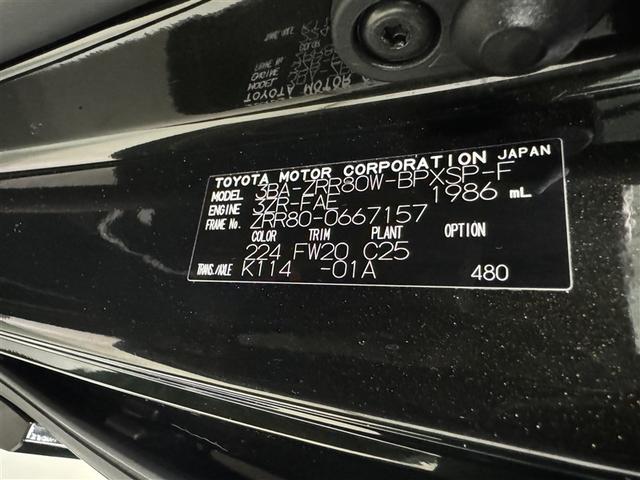 TOYOTA MOTOR CORPORATION JAPAN
MODEL 3BA-ZRR80W-BPXSP-F
ENGINE 3ZR-FAE 1986 mL
FRAME No. ZRR80-0667157
COLOR TRIM PLANT OPTION
224 FW20 C25
TRANS./AXLE K114 -01A 480